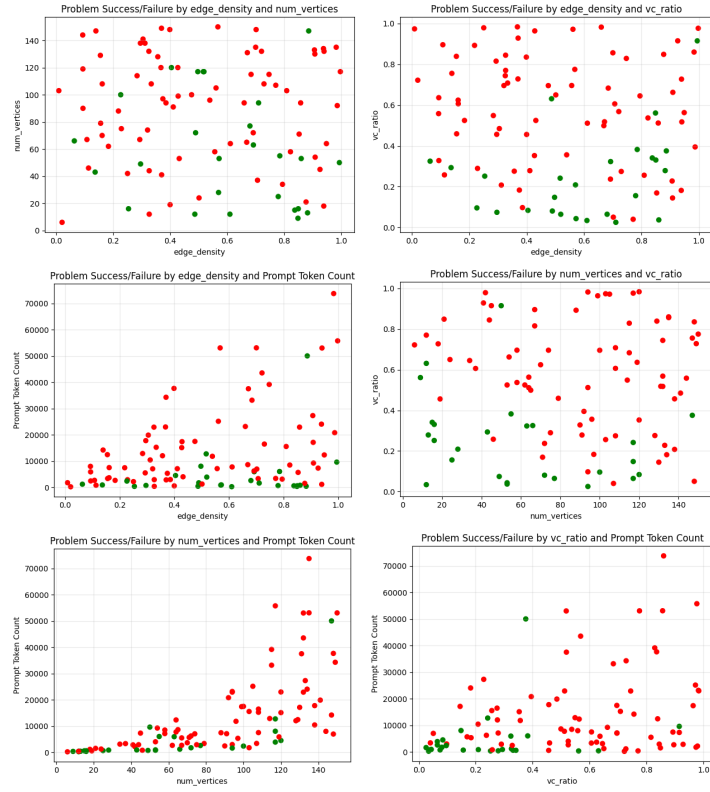 Problem Success/Failure by edge_density and num_vertices
num_vertices
140
120
100
80
60
40
20
0
0.0 0.2 0.4 0.6 0.8 1.0
edge_density
Problem Success/Failure by edge_density and vc_ratio
vc_ratio
1.0
0.8
0.6
0.4
0.2
0.0
0.0 0.2 0.4 0.6 0.8 1.0
edge_density
Problem Success/Failure by edge_density and Prompt Token Count
Prompt Token Count
70000
60000
50000
40000
30000
20000
10000
0
0.0 0.2 0.4 0.6 0.8 1.0
edge_density
Problem Success/Failure by num_vertices and vc_ratio
vc_ratio
1.0
0.8
0.6
0.4
0.2
0.0
0 20 40 60 80 100 120 140
num_vertices
Problem Success/Failure by num_vertices and Prompt Token Count
Prompt Token Count
70000
60000
50000
40000
30000
20000
10000
0
0 20 40 60 80 100 120 140
num_vertices
Problem Success/Failure by vc_ratio and Prompt Token Count
Prompt Token Count
70000
60000
50000
40000
30000
20000
10000
0
0.0 0.2 0.4 0.6 0.8 1.0
vc_ratio